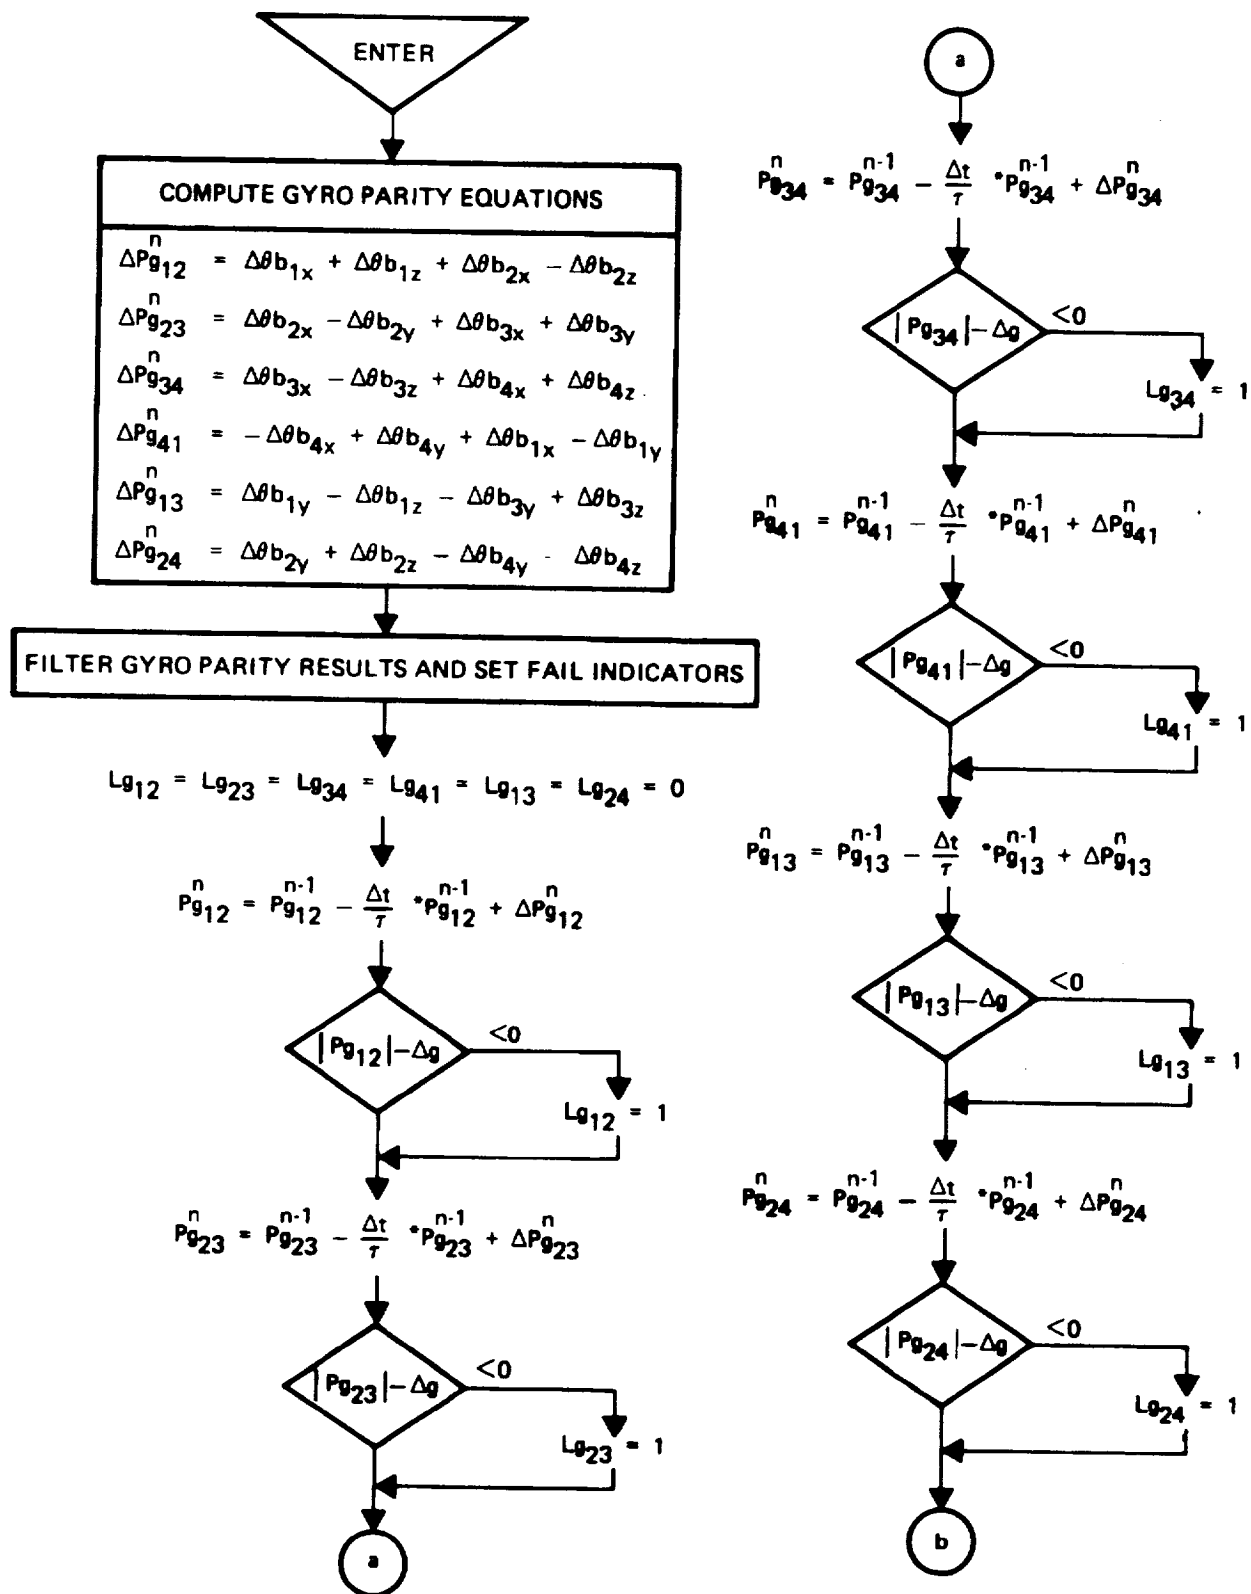 ENTER
COMPUTE GYRO PARITY EQUATIONS
ΔPg₁₂ⁿ = Δθb₁ₓ + Δθb₁z + Δθb₂ₓ − Δθb₂z
ΔPg₂₃ⁿ = Δθb₂ₓ − Δθb₂y + Δθb₃ₓ + Δθb₃y
ΔPg₃₄ⁿ = Δθb₃ₓ − Δθb₃z + Δθb₄ₓ + Δθb₄z
ΔPg₄₁ⁿ = −Δθb₄ₓ + Δθb₄y + Δθb₁ₓ − Δθb₁y
ΔPg₁₃ⁿ = Δθb₁y − Δθb₁z − Δθb₃y + Δθb₃z
ΔPg₂₄ⁿ = Δθb₂y + Δθb₂z − Δθb₄y - Δθb₄z
FILTER GYRO PARITY RESULTS AND SET FAIL INDICATORS
Lg₁₂ = Lg₂₃ = Lg₃₄ = Lg₄₁ = Lg₁₃ = Lg₂₄ = 0
Pg₁₂ⁿ = Pg₁₂ⁿ⁻¹ − Δt/τ *Pg₁₂ⁿ⁻¹ + ΔPg₁₂ⁿ
|Pg₁₂|−Δg
<0
Lg₁₂ = 1
Pg₂₃ⁿ = Pg₂₃ⁿ⁻¹ − Δt/τ *Pg₂₃ⁿ⁻¹ + ΔPg₂₃ⁿ
|Pg₂₃|−Δg
<0
Lg₂₃ = 1
a
a
Pg₃₄ⁿ = Pg₃₄ⁿ⁻¹ − Δt/τ *Pg₃₄ⁿ⁻¹ + ΔPg₃₄ⁿ
|Pg₃₄|−Δg
<0
Lg₃₄ = 1
Pg₄₁ⁿ = Pg₄₁ⁿ⁻¹ − Δt/τ *Pg₄₁ⁿ⁻¹ + ΔPg₄₁ⁿ
|Pg₄₁|−Δg
<0
Lg₄₁ = 1
Pg₁₃ⁿ = Pg₁₃ⁿ⁻¹ − Δt/τ *Pg₁₃ⁿ⁻¹ + ΔPg₁₃ⁿ
|Pg₁₃|−Δg
<0
Lg₁₃ = 1
Pg₂₄ⁿ = Pg₂₄ⁿ⁻¹ − Δt/τ *Pg₂₄ⁿ⁻¹ + ΔPg₂₄ⁿ
|Pg₂₄|−Δg
<0
Lg₂₄ = 1
b